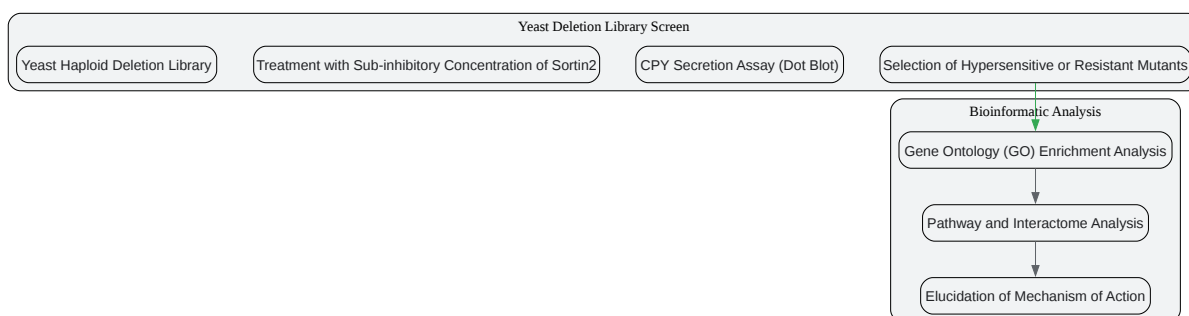 Yeast Deletion Library Screen
Yeast Haploid Deletion Library
Treatment with Sub-inhibitory Concentration of Sortin2
CPY Secretion Assay (Dot Blot)
Selection of Hypersensitive or Resistant Mutants
Bioinformatic Analysis
Gene Ontology (GO) Enrichment Analysis
Pathway and Interactome Analysis
Elucidation of Mechanism of Action